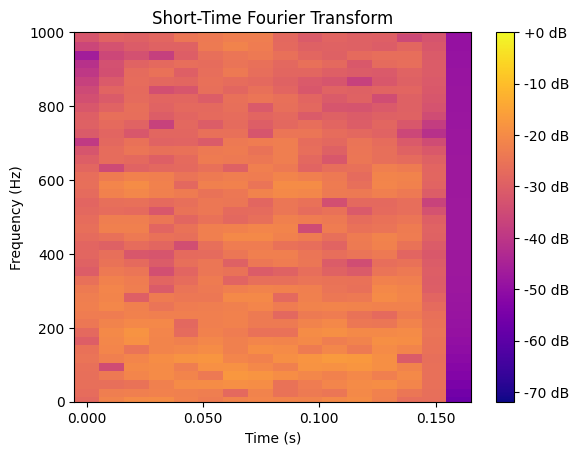 Short-Time Fourier Transform
1000
800
600
400
200
0
Frequency (Hz)
0.000
0.050
0.100
0.150
Time (s)
+0 dB
-10 dB
-20 dB
-30 dB
-40 dB
-50 dB
-60 dB
-70 dB